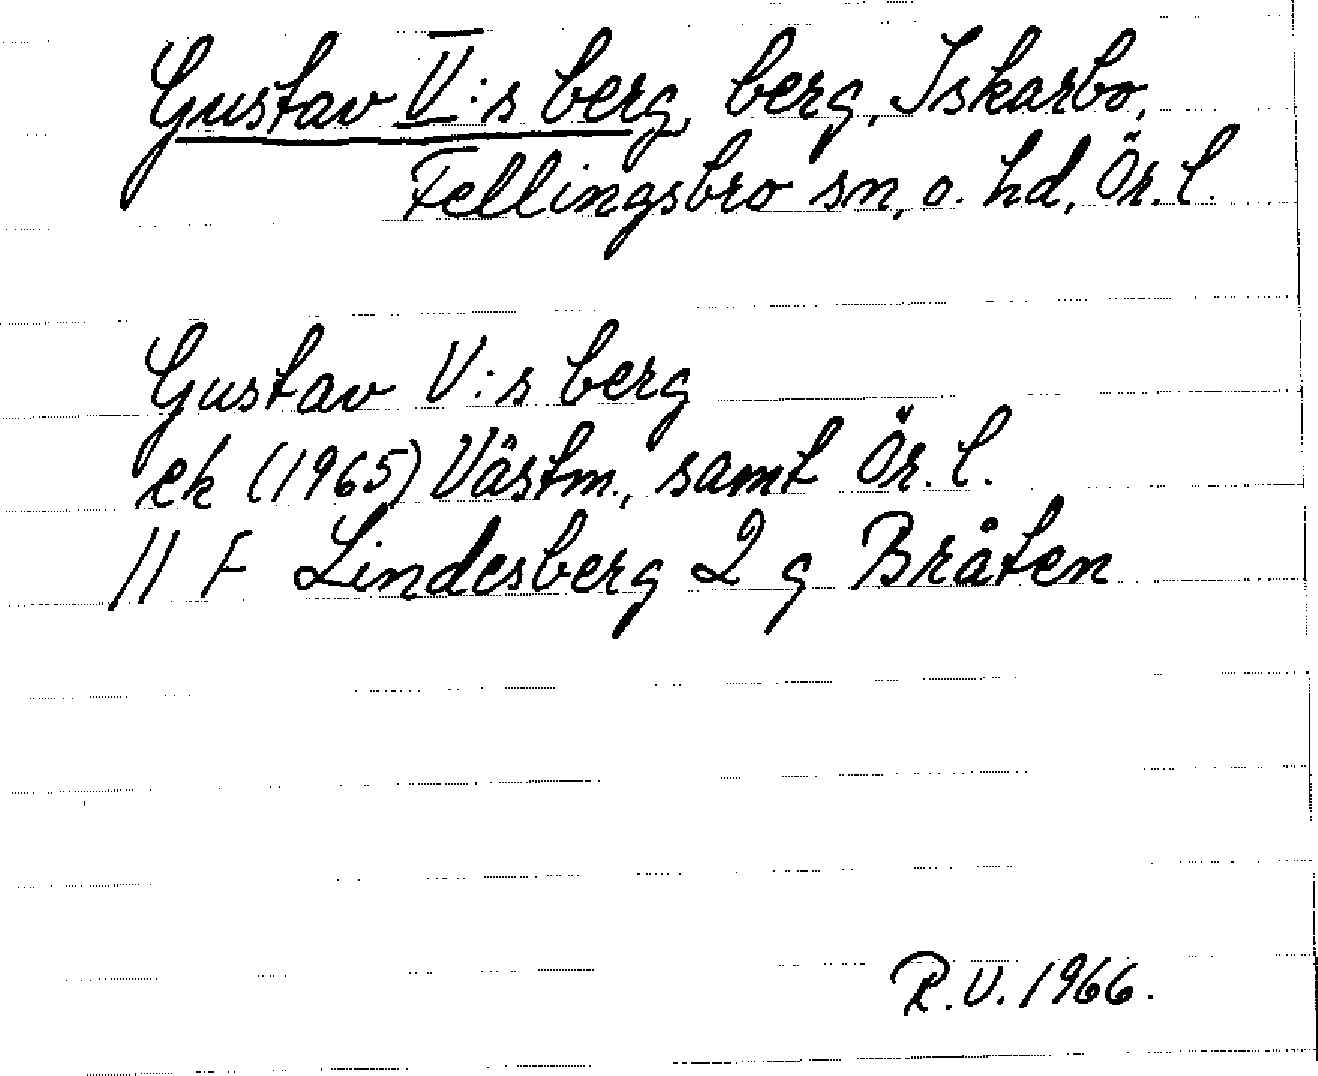 Gustav V:s berg, berg, Iskarbo,
Fellingsbro sn, o. hd, Ör. l.
Gustav V:s berg
ek (1965) Västm., samt Ör. l.
11 F Lindesberg 2 g Bråten
R.V. 1966.